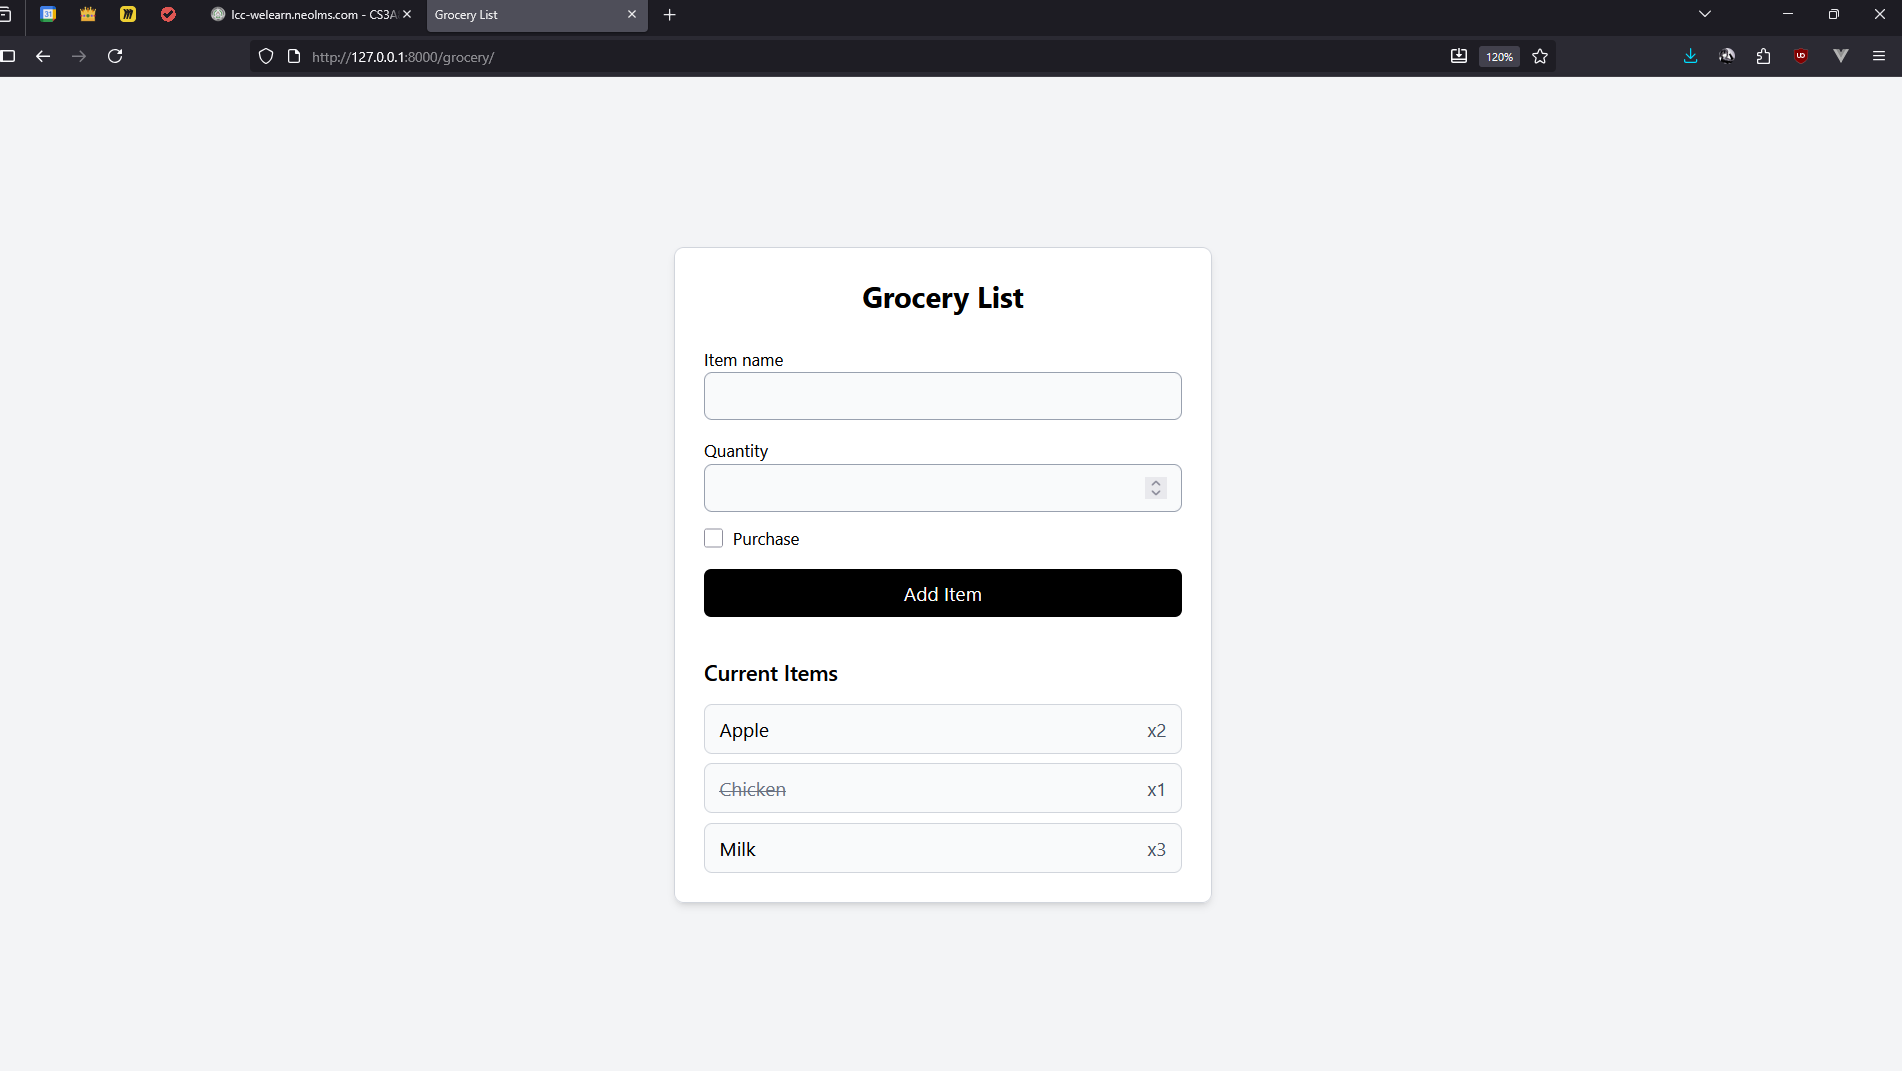 31
lcc-welearn.neolms.com - CS3A
Grocery List
http://127.0.0.1:8000/grocery/
120%
Grocery List
Item name
Quantity
Purchase
Add Item
Current Items
Apple x2
Chicken x1
Milk x3